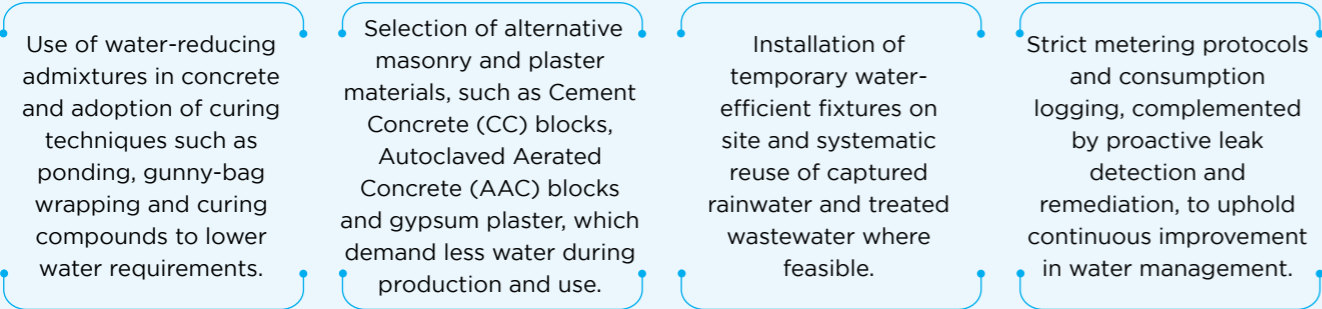 Use of water-reducing
admixtures in concrete
and adoption of curing
techniques such as
ponding, gunny-bag
wrapping and curing
compounds to lower
water requirements.
Selection of alternative
masonry and plaster
materials, such as Cement
Concrete (CC) blocks,
Autoclaved Aerated
Concrete (AAC) blocks
and gypsum plaster, which
demand less water during
production and use.
Installation of
temporary water-
efficient fixtures on
site and systematic
reuse of captured
rainwater and treated
wastewater where
feasible.
Strict metering protocols
and consumption
logging, complemented
by proactive leak
detection and
remediation, to uphold
continuous improvement
in water management.